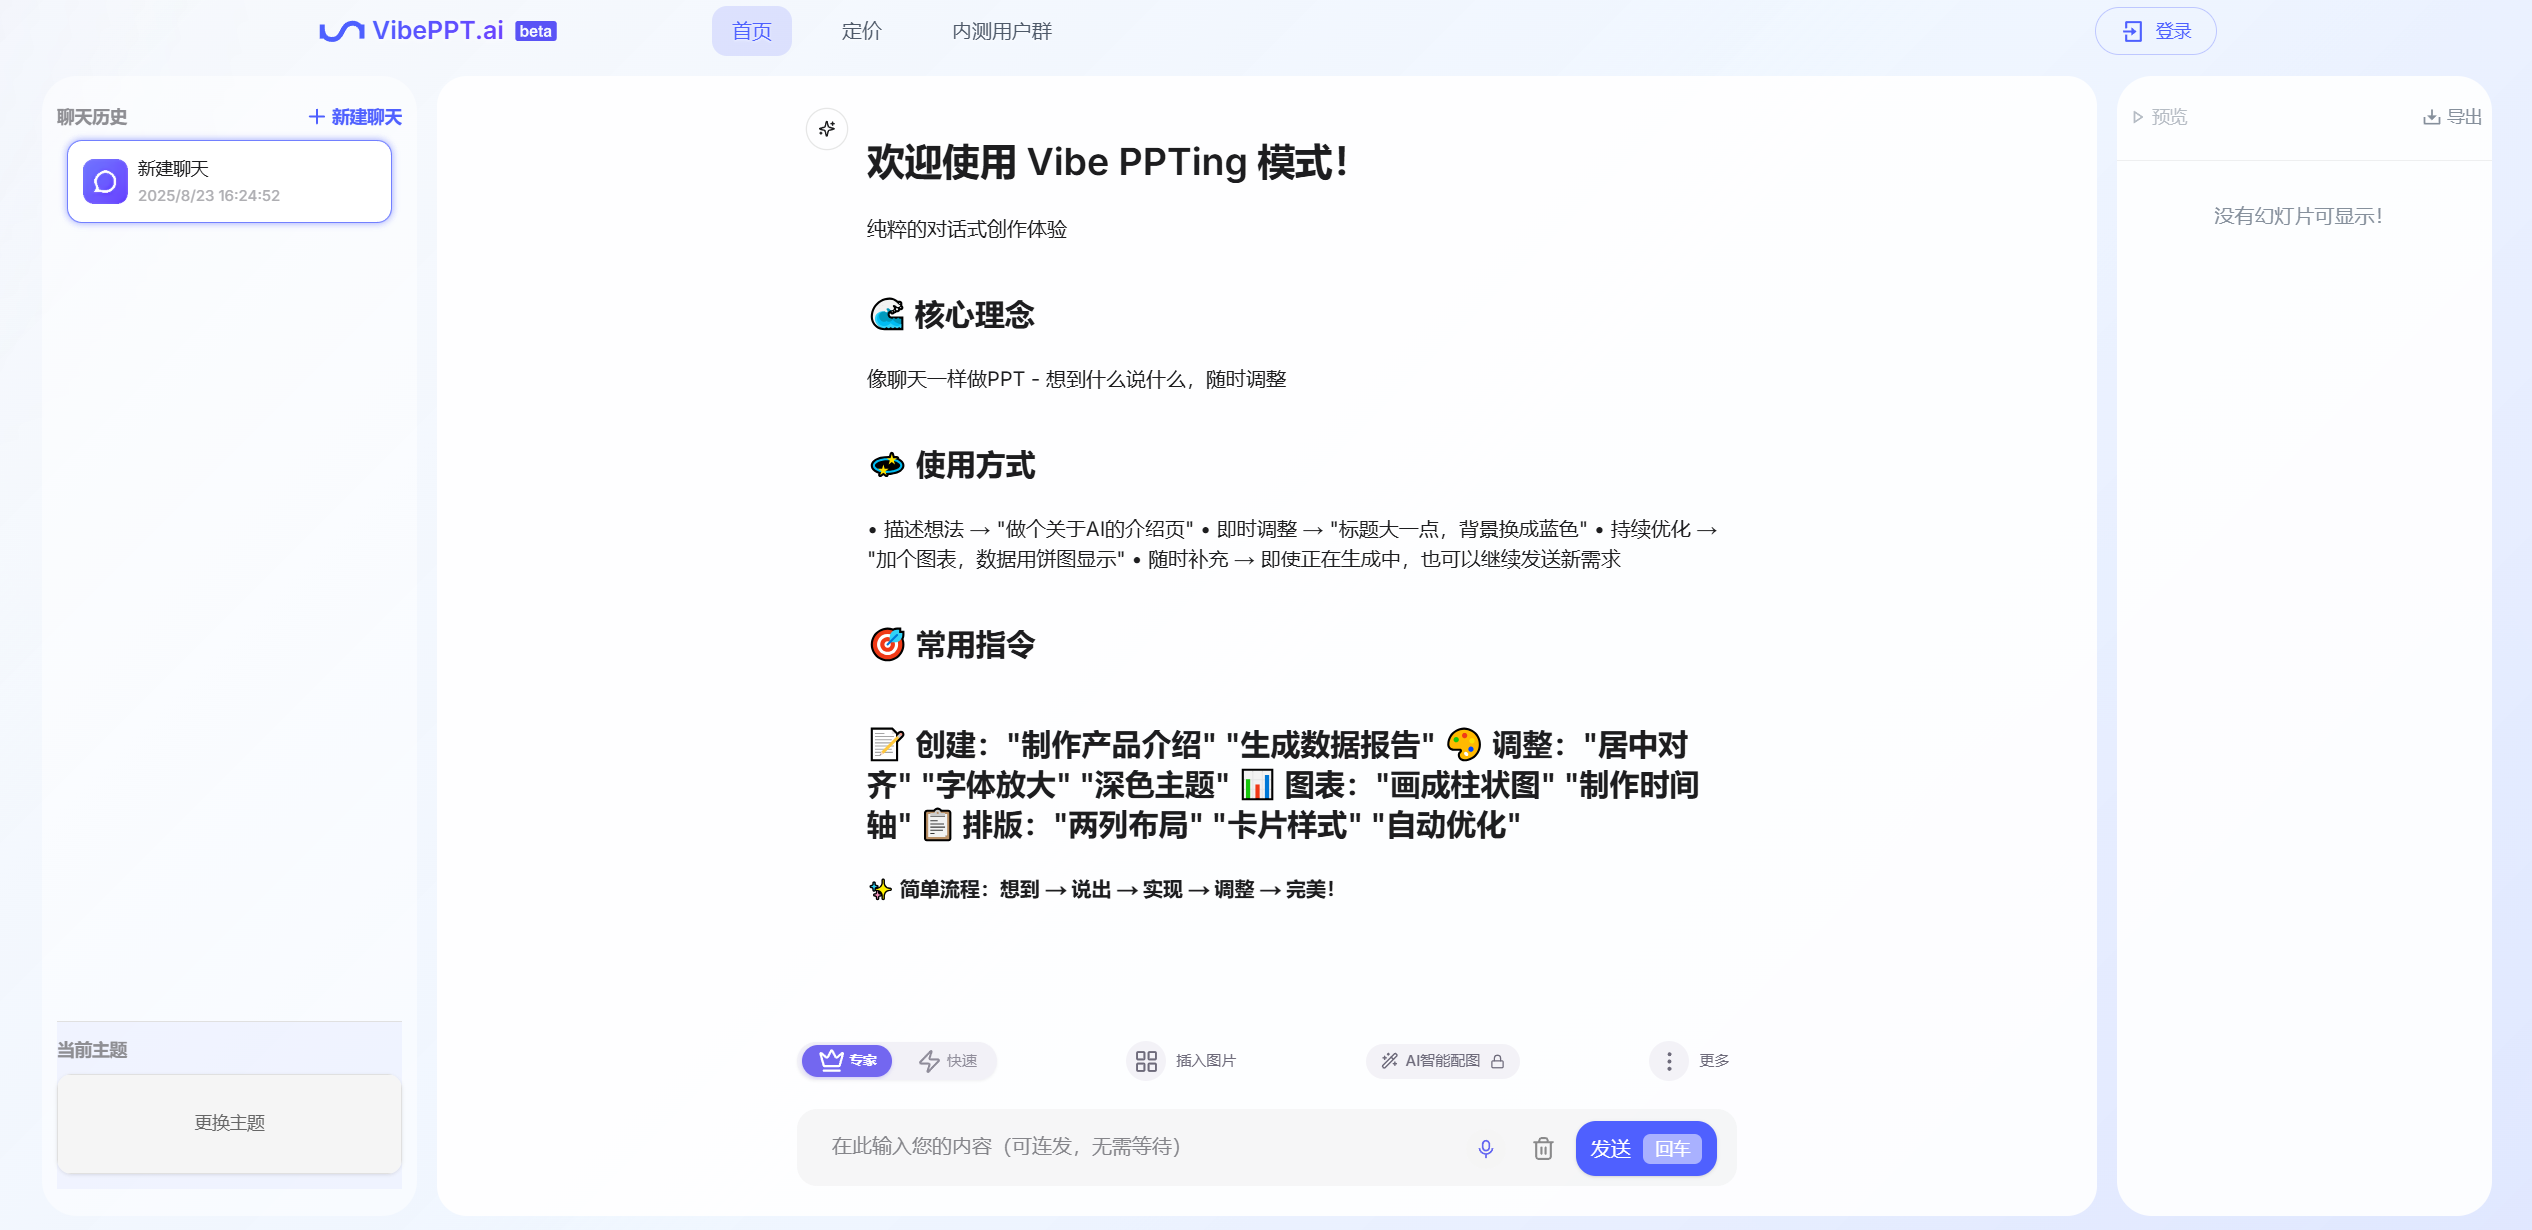 VibePPT.ai beta
首页
定价
内测用户群
登录
聊天历史
新建聊天
新建聊天
2025/8/23 16:24:52
当前主题
更换主题
欢迎使用 Vibe PPTing 模式！
纯粹的对话式创作体验
🌊 核心理念
像聊天一样做PPT - 想到什么说什么，随时调整
💫 使用方式
• 描述想法 → "做个关于AI的介绍页" • 即时调整 → "标题大一点，背景换成蓝色" • 持续优化 →
"加个图表，数据用饼图显示" • 随时补充 → 即使正在生成中，也可以继续发送新需求
🎯 常用指令
📝 创建："制作产品介绍" "生成数据报告" 🎨 调整："居中对
齐" "字体放大" "深色主题" 📊 图表："画成柱状图" "制作时间
轴" 📋 排版："两列布局" "卡片样式" "自动优化"
✨ 简单流程：想到 → 说出 → 实现 → 调整 → 完美！
专家
快速
插入图片
AI智能配图
更多
在此输入您的内容（可连发，无需等待）
发送 回车
预览
导出
没有幻灯片可显示！